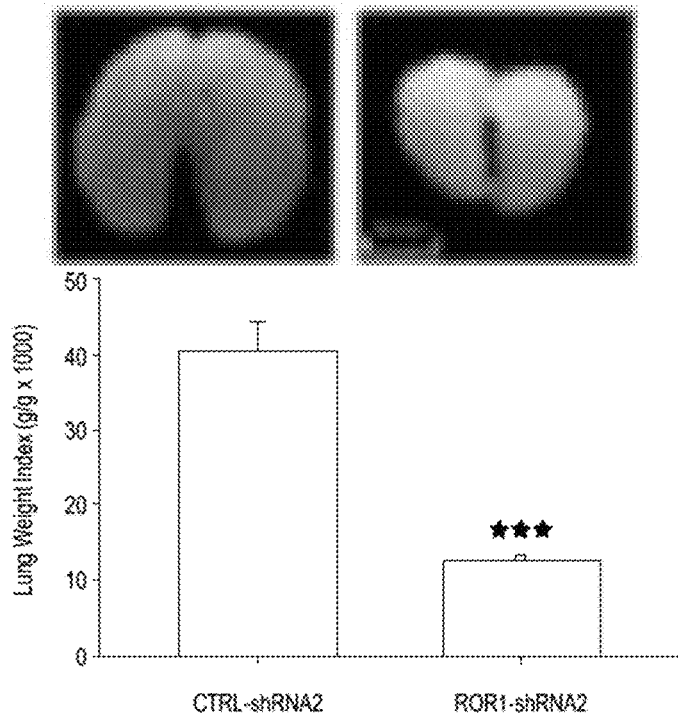 50
40
30
20
10
0
Lung Weight Index (g/g x 1000)
★★★
CTRL-shRNA2
ROR1-shRNA2